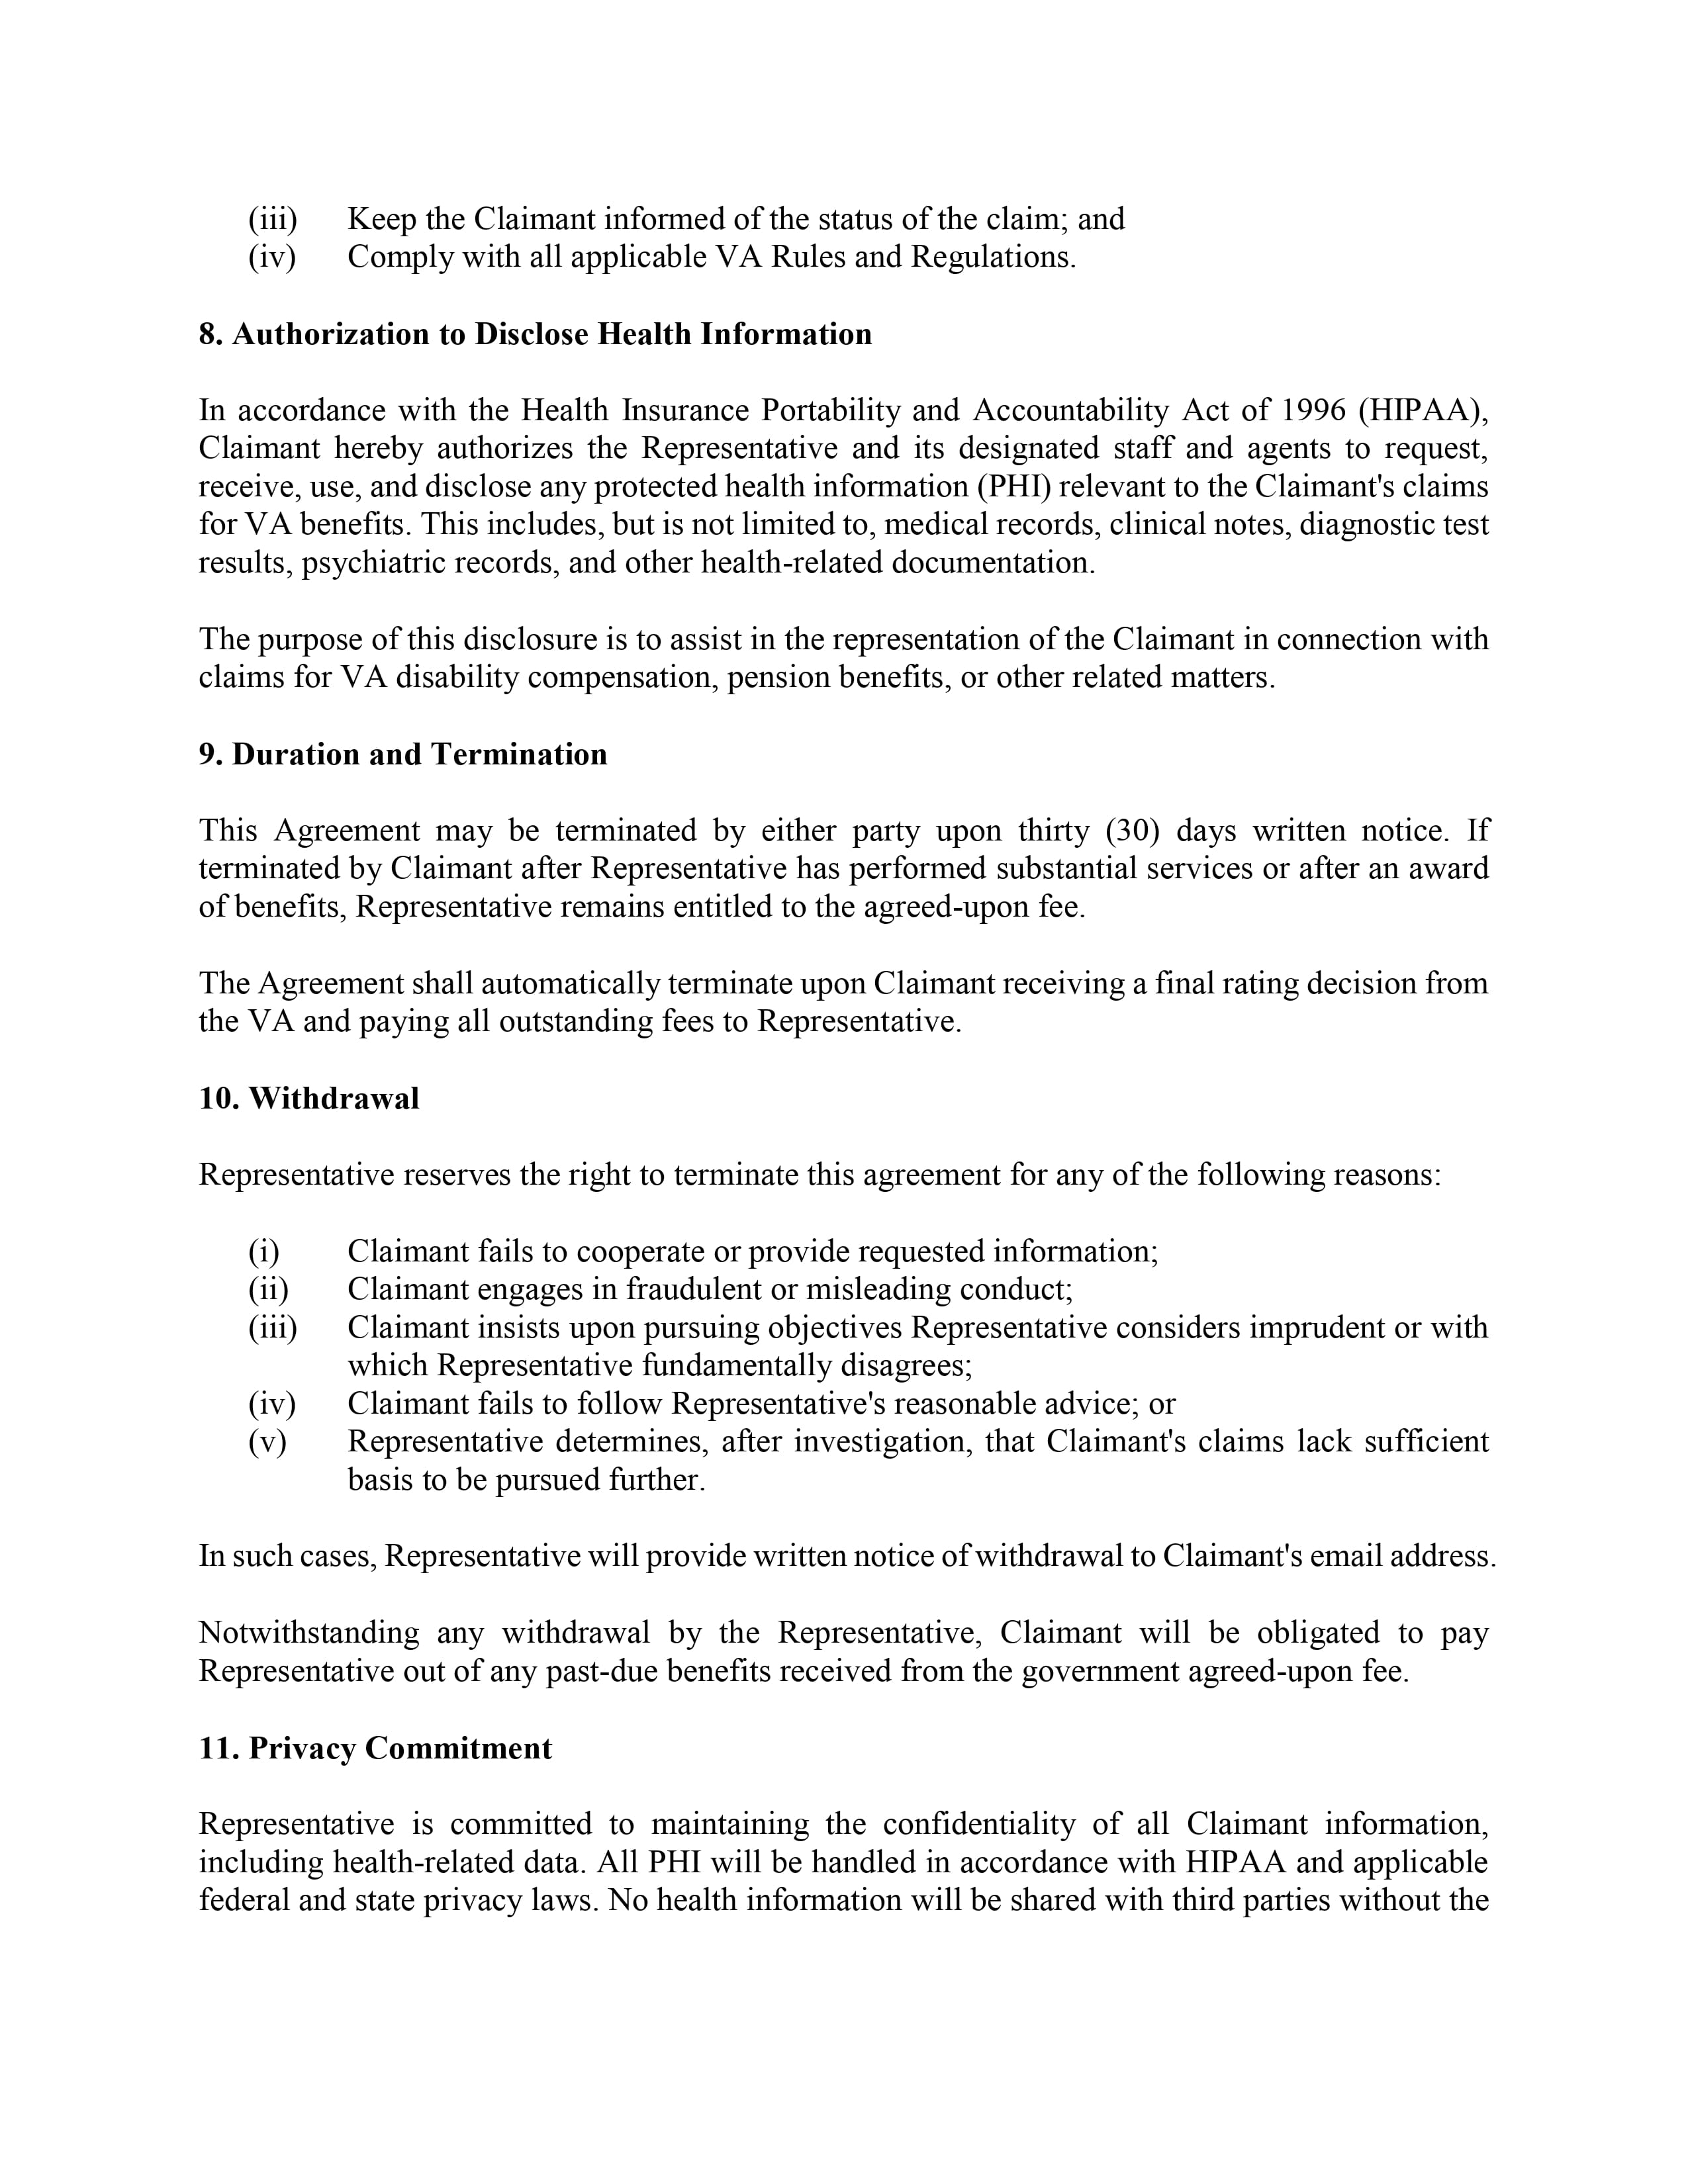 (iii) Keep the Claimant informed of the status of the claim; and
(iv) Comply with all applicable VA Rules and Regulations.
8. Authorization to Disclose Health Information
In accordance with the Health Insurance Portability and Accountability Act of 1996 (HIPAA),
Claimant hereby authorizes the Representative and its designated staff and agents to request,
receive, use, and disclose any protected health information (PHI) relevant to the Claimant's claims
for VA benefits. This includes, but is not limited to, medical records, clinical notes, diagnostic test
results, psychiatric records, and other health-related documentation.
The purpose of this disclosure is to assist in the representation of the Claimant in connection with
claims for VA disability compensation, pension benefits, or other related matters.
9. Duration and Termination
This Agreement may be terminated by either party upon thirty (30) days written notice. If
terminated by Claimant after Representative has performed substantial services or after an award
of benefits, Representative remains entitled to the agreed-upon fee.
The Agreement shall automatically terminate upon Claimant receiving a final rating decision from
the VA and paying all outstanding fees to Representative.
10. Withdrawal
Representative reserves the right to terminate this agreement for any of the following reasons:
(i) Claimant fails to cooperate or provide requested information;
(ii) Claimant engages in fraudulent or misleading conduct;
(iii) Claimant insists upon pursuing objectives Representative considers imprudent or with
which Representative fundamentally disagrees;
(iv) Claimant fails to follow Representative's reasonable advice; or
(v) Representative determines, after investigation, that Claimant's claims lack sufficient
basis to be pursued further.
In such cases, Representative will provide written notice of withdrawal to Claimant's email address.
Notwithstanding any withdrawal by the Representative, Claimant will be obligated to pay
Representative out of any past-due benefits received from the government agreed-upon fee.
11. Privacy Commitment
Representative is committed to maintaining the confidentiality of all Claimant information,
including health-related data. All PHI will be handled in accordance with HIPAA and applicable
federal and state privacy laws. No health information will be shared with third parties without the